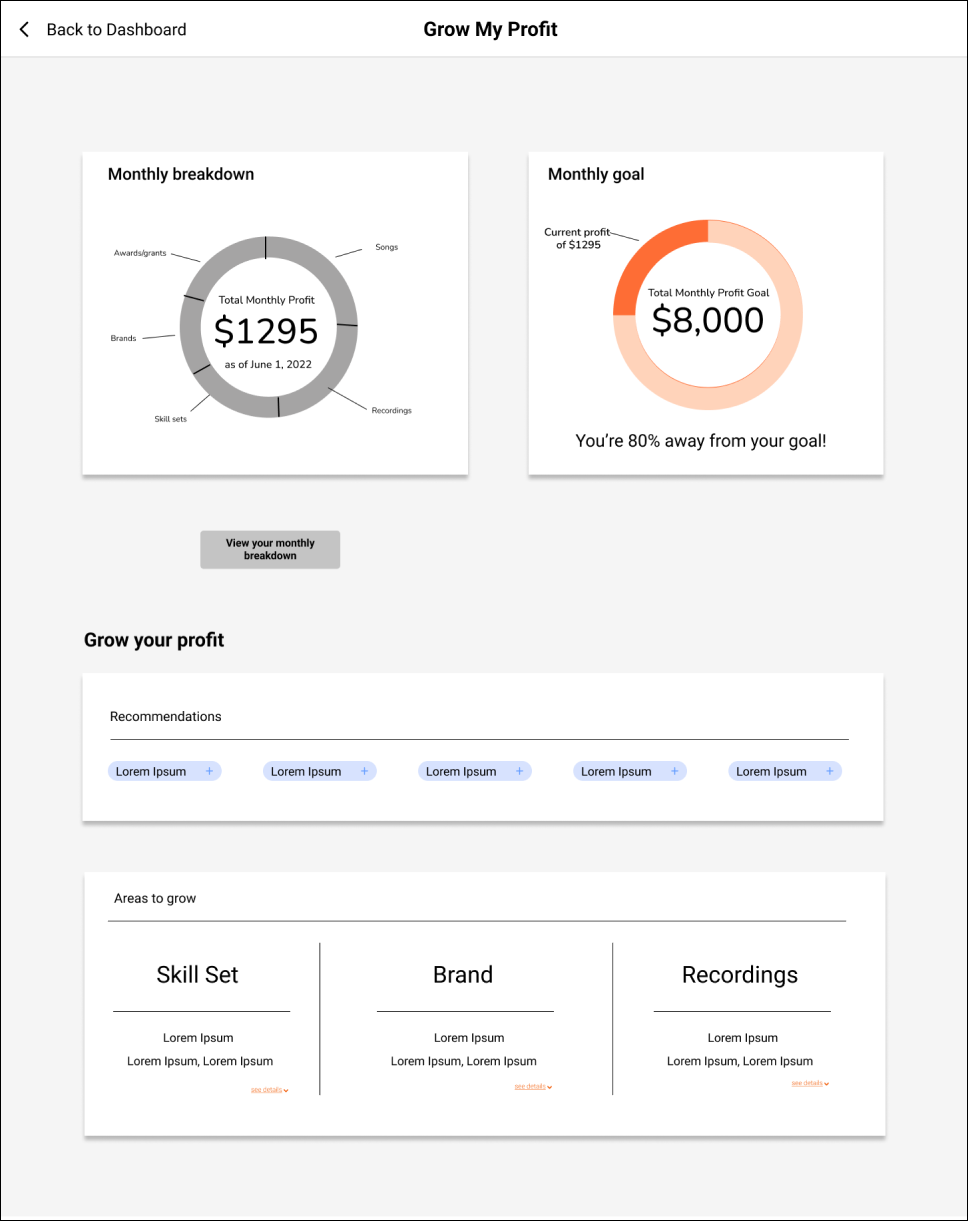 Back to Dashboard
Grow My Profit
Monthly breakdown
Awards/grants
Songs
Brands
Total Monthly Profit
$1295
as of June 1, 2022
Skill sets
Recordings
Monthly goal
Current profit
of $1295
Total Monthly Profit Goal
$8,000
You’re 80% away from your goal!
View your monthly
breakdown
Grow your profit
Recommendations
Lorem Ipsum +
Lorem Ipsum +
Lorem Ipsum +
Lorem Ipsum +
Lorem Ipsum +
Areas to grow
Skill Set
Lorem Ipsum
Lorem Ipsum, Lorem Ipsum
see details
Brand
Lorem Ipsum
Lorem Ipsum, Lorem Ipsum
see details
Recordings
Lorem Ipsum
Lorem Ipsum, Lorem Ipsum
see details